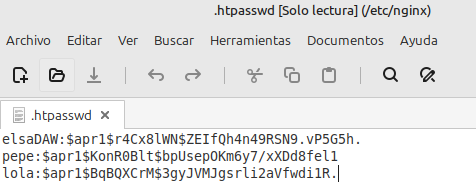 .htpasswd [Solo lectura] (/etc/nginx)
Archivo Editar Ver Buscar Herramientas Documentos Ayuda
.htpasswd ×
elsaDAW:$apr1$r4Cx8lWN$ZEIfQh4n49RSN9.vP5G5h.
pepe:$apr1$KonR0Blt$bpUsepOKm6y7/xXDd8fel1
lola:$apr1$BqBQXCrM$3gyJVMJgsrli2aVfwdi1R.